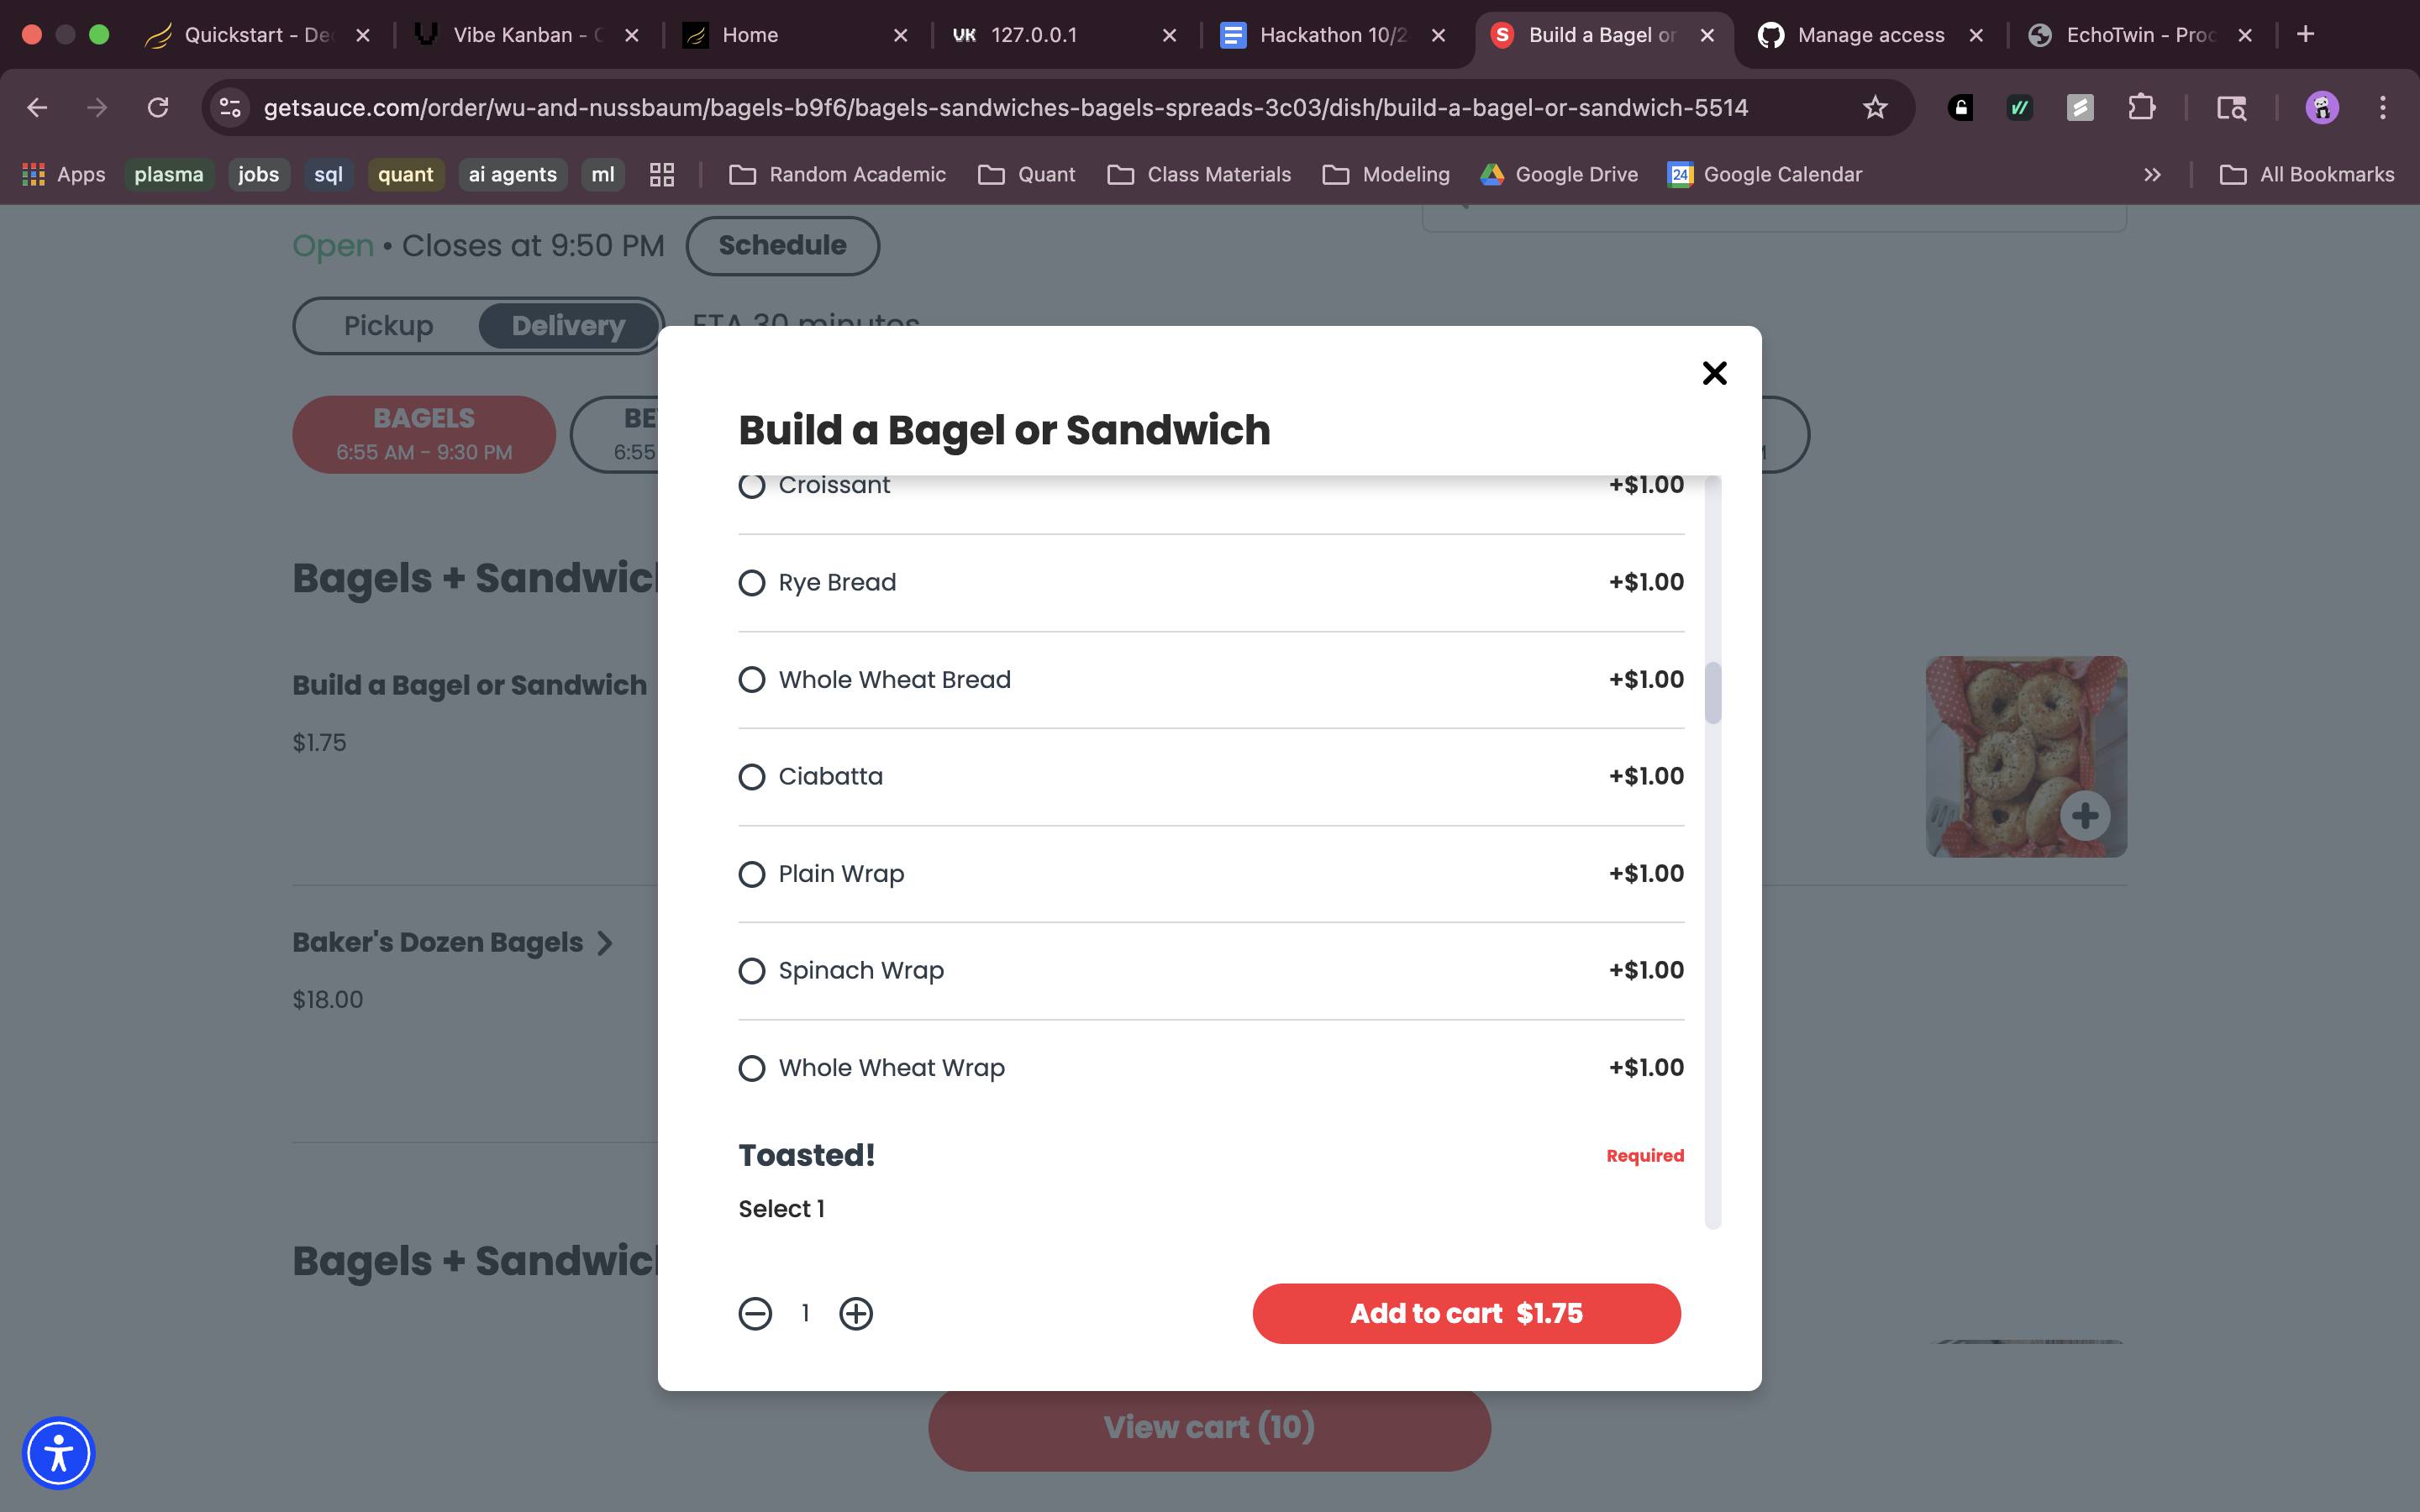 Quickstart - De
Vibe Kanban - C
Home
127.0.0.1
Hackathon 10/2
Build a Bagel or
Manage access
EchoTwin - Proc
getsauce.com/order/wu-and-nussbaum/bagels-b9f6/bagels-sandwiches-bagels-spreads-3c03/dish/build-a-bagel-or-sandwich-5514
Apps plasma jobs sql quant ai agents ml Random Academic Quant Class Materials Modeling Google Drive 24 Google Calendar All Bookmarks
Open • Closes at 9:50 PM Schedule
Pickup Delivery ETA 30 minutes
BAGELS
6:55 AM - 9:30 PM
BE
6:55
Bagels + Sandwich
Build a Bagel or Sandwich
$1.75
Baker's Dozen Bagels
$18.00
Bagels + Sandwich
Build a Bagel or Sandwich
Croissant +$1.00
Rye Bread +$1.00
Whole Wheat Bread +$1.00
Ciabatta +$1.00
Plain Wrap +$1.00
Spinach Wrap +$1.00
Whole Wheat Wrap +$1.00
Toasted! Required
Select 1
1 Add to cart $1.75
View cart (10)